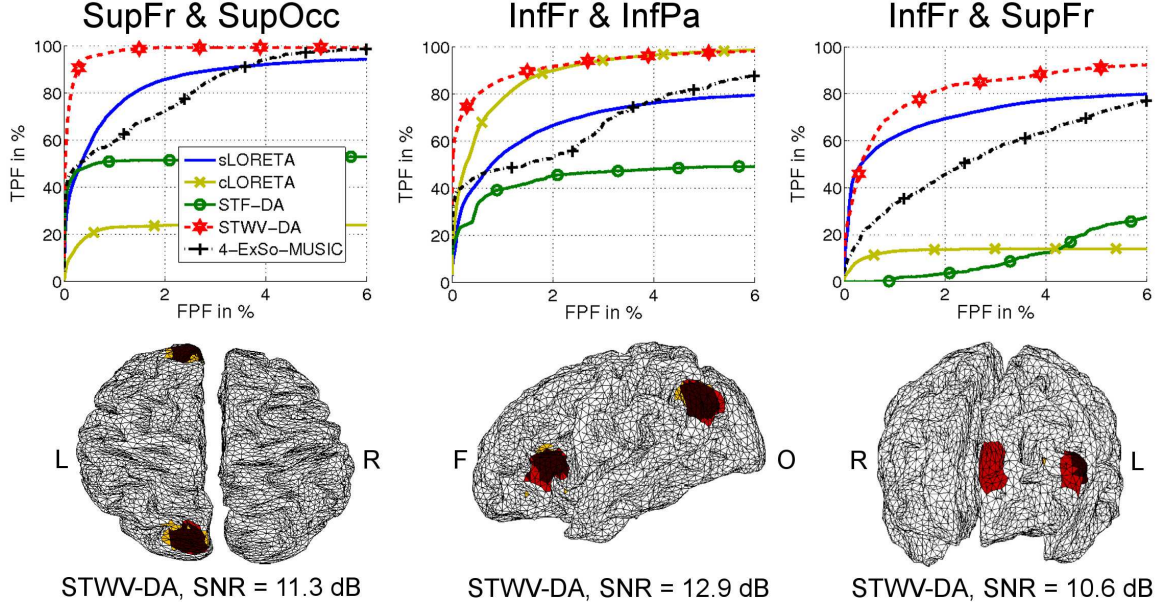 SupFr & SupOcc
InfFr & InfPa
InfFr & SupFr
TPF in %
100
80
60
40
20
0
0
2
4
6
FPF in %
sLORETA
cLORETA
STF-DA
STWV-DA
4-ExSo-MUSIC
TPF in %
100
80
60
40
20
0
0
2
4
6
FPF in %
TPF in %
100
80
60
40
20
0
0
2
4
6
FPF in %
L
R
F
O
R
L
STWV-DA, SNR = 11.3 dB
STWV-DA, SNR = 12.9 dB
STWV-DA, SNR = 10.6 dB